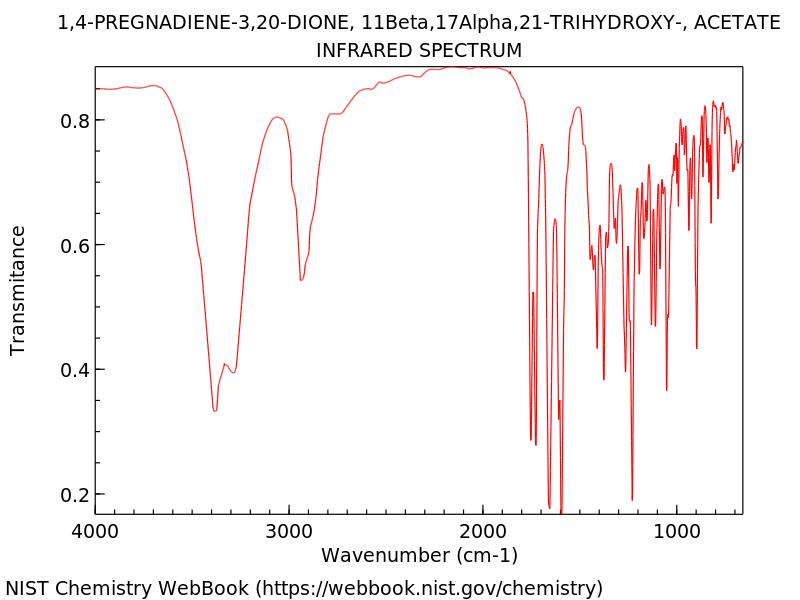 1,4-PREGNADIENE-3,20-DIONE, 11Beta,17Alpha,21-TRIHYDROXY-, ACETATE
INFRARED SPECTRUM
Transmitance
0.8
0.6
0.4
0.2
4000 3000 2000 1000
Wavenumber (cm-1)
NIST Chemistry WebBook (https://webbook.nist.gov/chemistry)